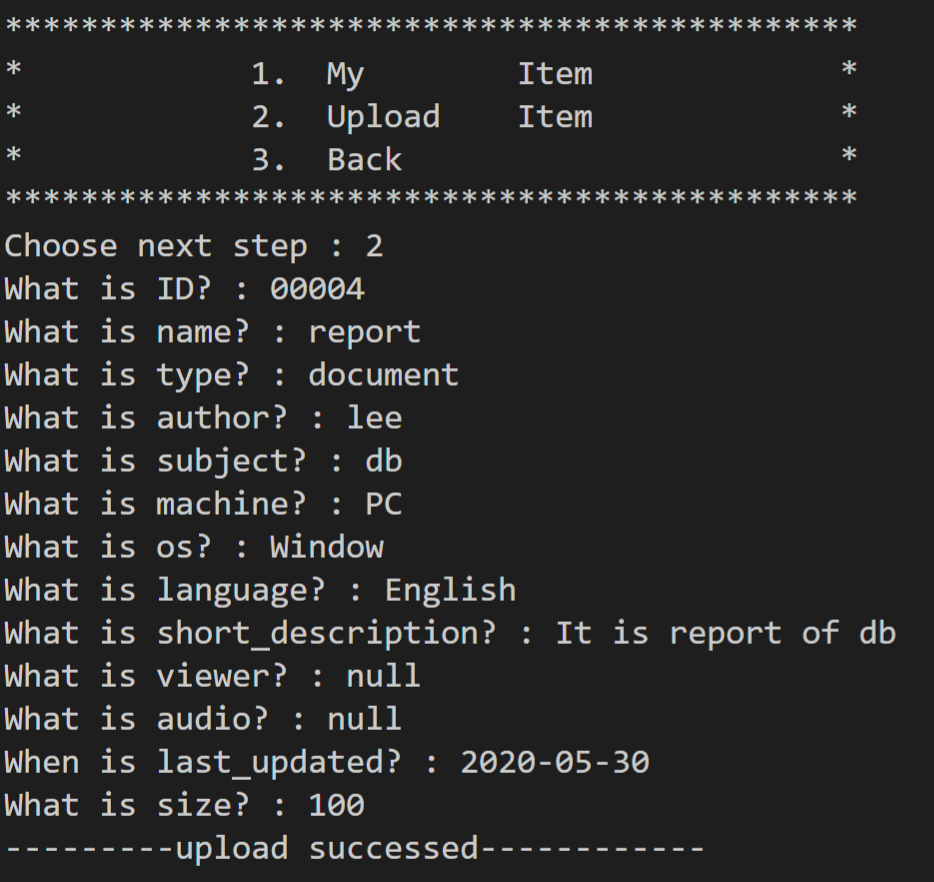 *********************************************
* 1. My Item *
* 2. Upload Item *
* 3. Back *
*********************************************
Choose next step : 2
What is ID? : 00004
What is name? : report
What is type? : document
What is author? : lee
What is subject? : db
What is machine? : PC
What is os? : Window
What is language? : English
What is short_description? : It is report of db
What is viewer? : null
What is audio? : null
When is last_updated? : 2020-05-30
What is size? : 100
---------upload successed------------